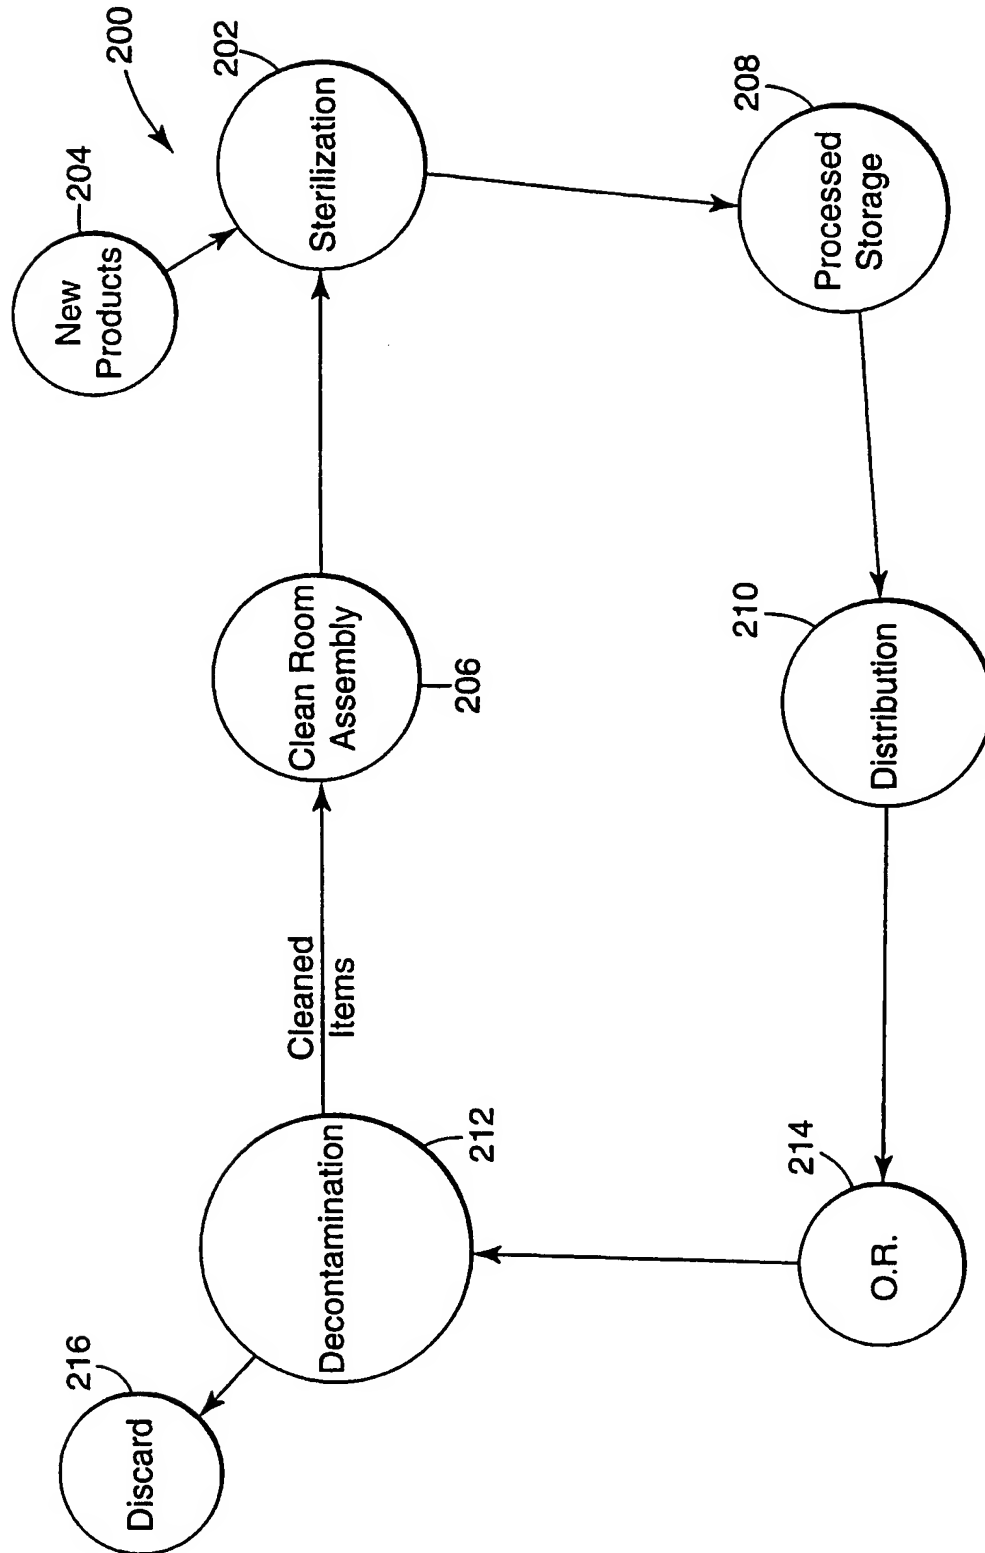 216
Discard
Decontamination
212
Cleaned
Items
Clean Room
Assembly
206
New
Products
204
200
202
Sterilization
214
O.R.
210
Distribution
208
Processed
Storage